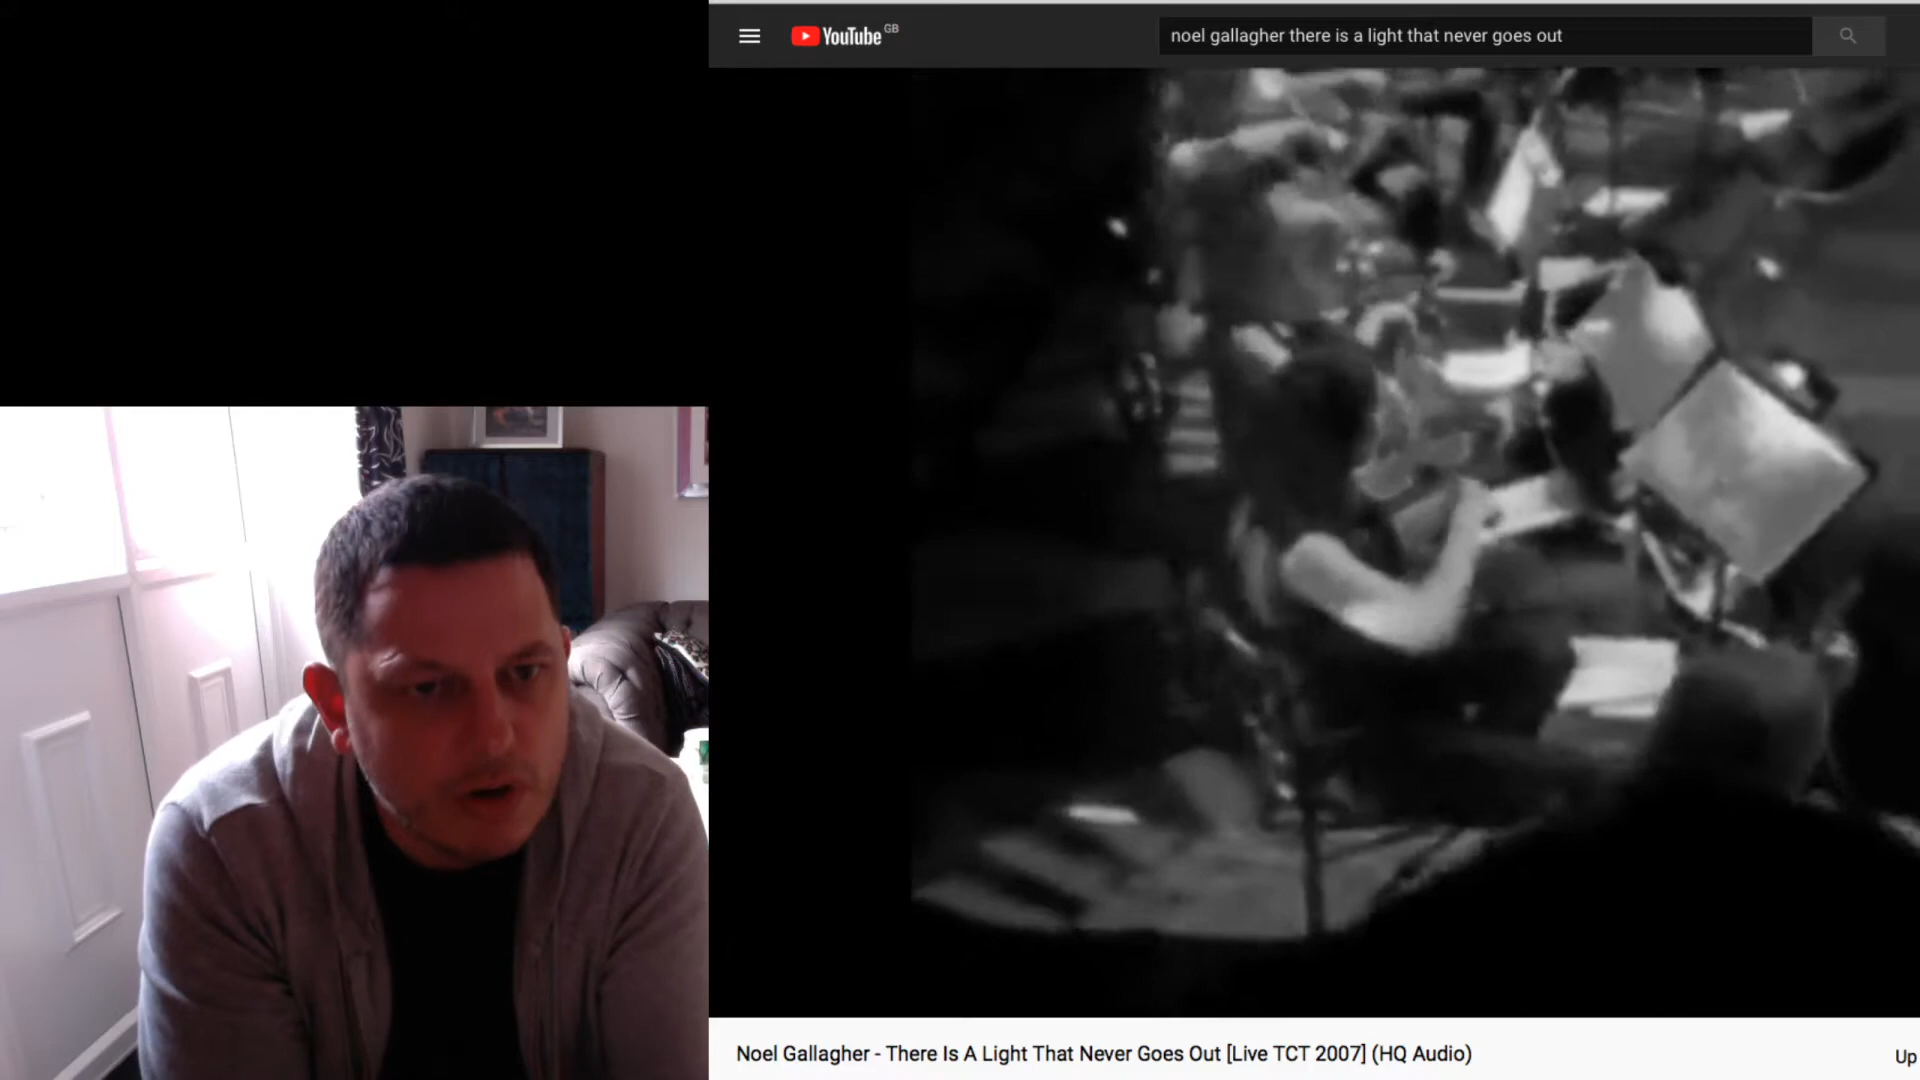 YouTube GB
noel gallagher there is a light that never goes out
Noel Gallagher - There Is A Light That Never Goes Out [Live TCT 2007] (HQ Audio)
Up